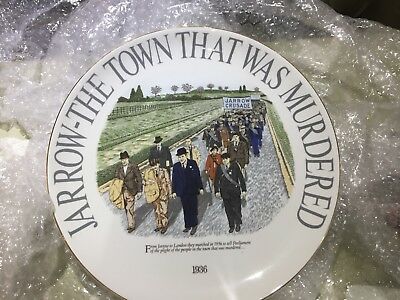 JARROW-THE TOWN THAT WAS MURDERED
JARROW
CRUSADE
From Jarrow to London they marched in 1936 to tell Parliament
of the plight of the people in the town that was murdered...
1936